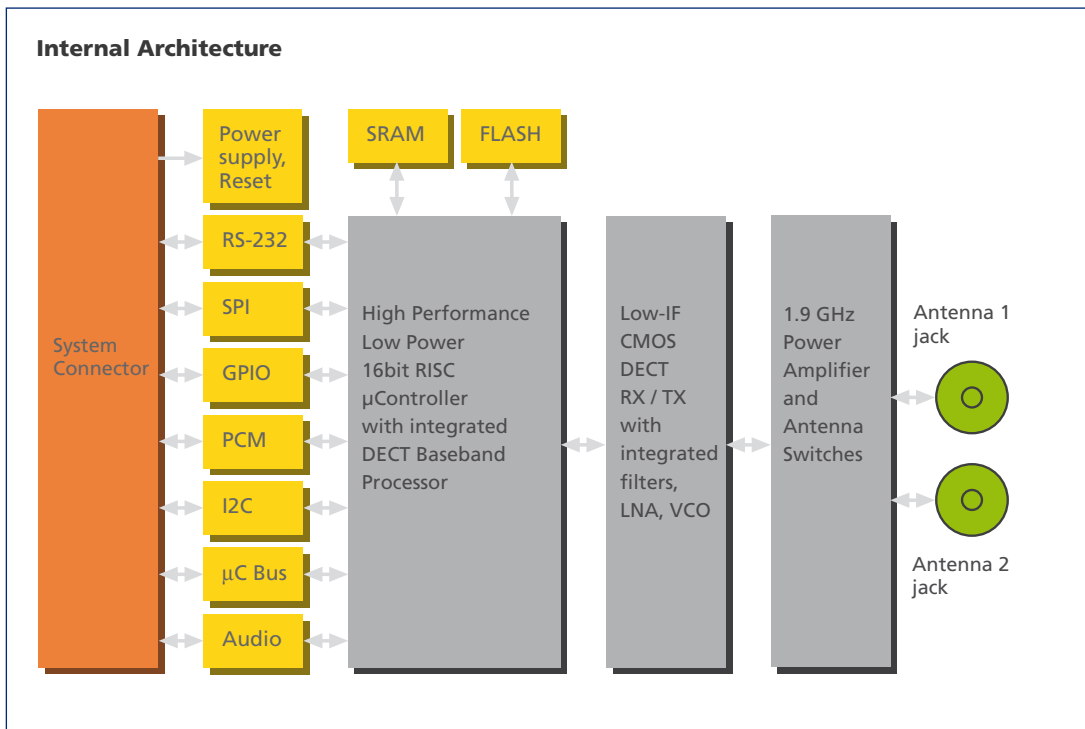 Internal Architecture
System
Connector
Power
supply,
Reset
RS-232
SPI
GPIO
PCM
I2C
µC Bus
Audio
SRAM
FLASH
High Performance
Low Power
16bit RISC
µController
with integrated
DECT Baseband
Processor
Low-IF
CMOS
DECT
RX / TX
with
integrated
filters,
LNA, VCO
1.9 GHz
Power
Amplifier
and
Antenna
Switches
Antenna 1
jack
Antenna 2
jack